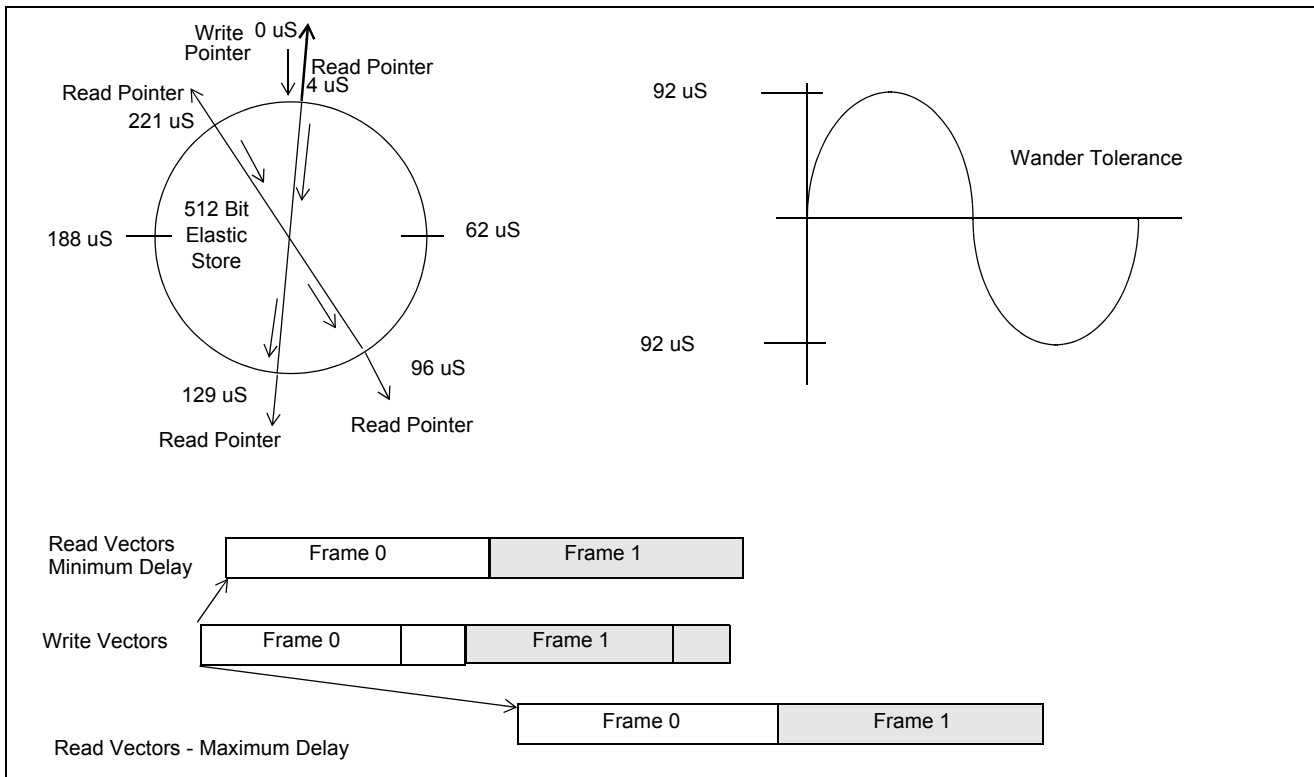 Write 0 uS
Pointer
Read Pointer
4 uS
Read Pointer
221 uS
512 Bit
Elastic
Store
188 uS
62 uS
96 uS
129 uS
Read Pointer
Read Pointer
92 uS
Wander Tolerance
92 uS
Read Vectors
Minimum Delay
Frame 0
Frame 1
Write Vectors
Frame 0
Frame 1
Frame 0
Frame 1
Read Vectors - Maximum Delay